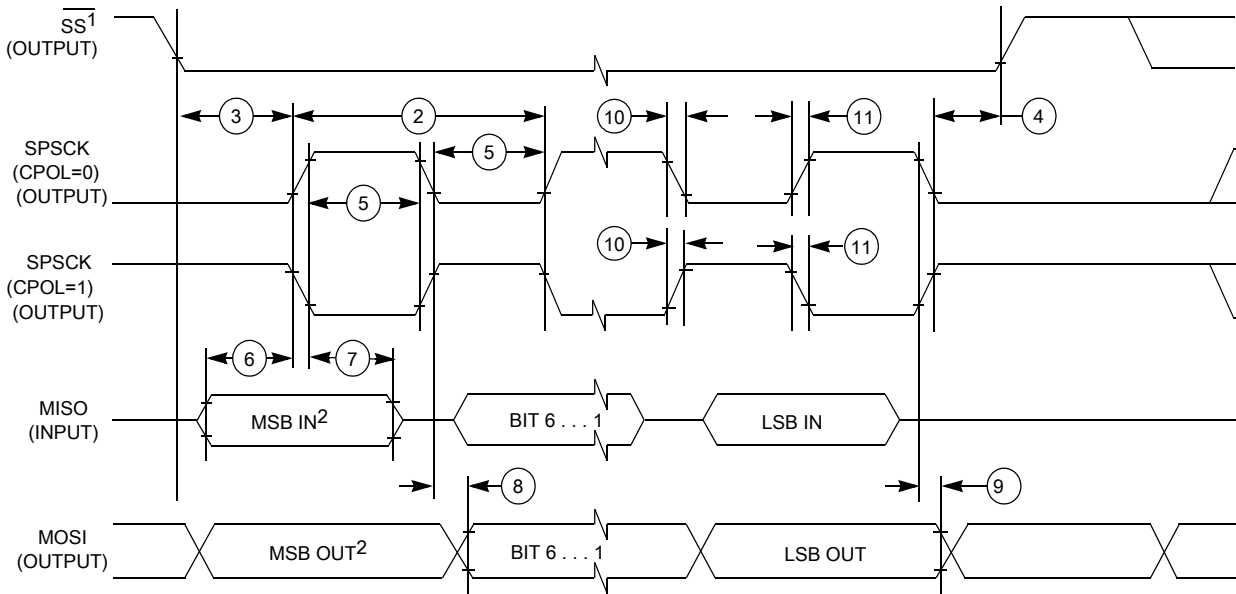 SS1
(OUTPUT)
3
2
10
11
4
SPSCK
(CPOL=0)
(OUTPUT)
5
5
10
11
SPSCK
(CPOL=1)
(OUTPUT)
6
7
MISO
(INPUT)
MSB IN2
BIT 6 . . . 1
LSB IN
8
9
MOSI
(OUTPUT)
MSB OUT2
BIT 6 . . . 1
LSB OUT